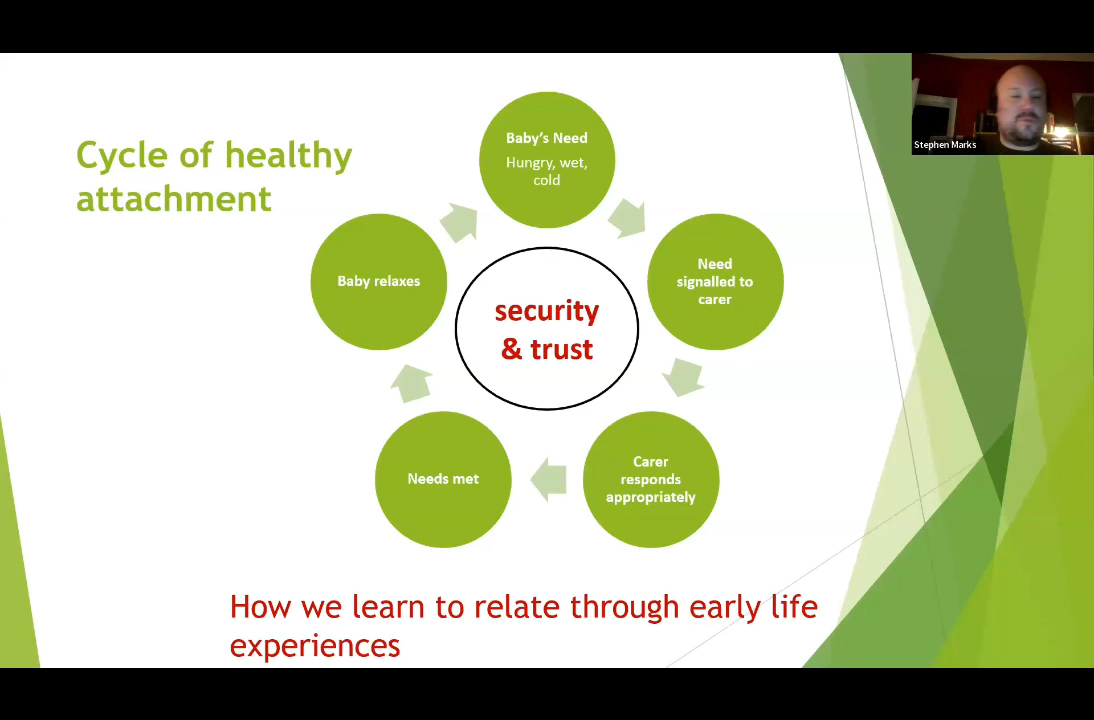 Cycle of healthy
attachment
Baby's Need
Hungry, wet,
cold
Need
signalled to
carer
Carer
responds
appropriately
Needs met
Baby relaxes
security
& trust
How we learn to relate through early life
experiences
Stephen Marks